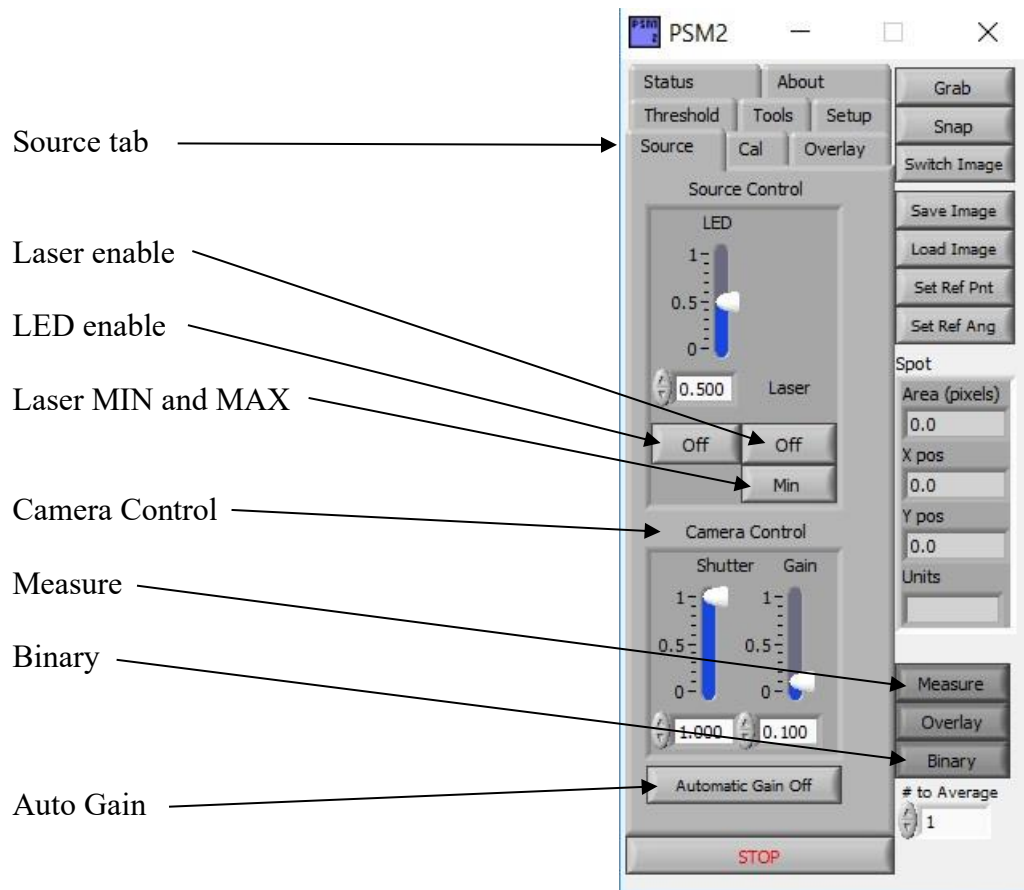 PSM
2
PSM2
Status
About
Grab
Threshold
Tools
Setup
Snap
Source tab
Source
Cal
Overlay
Switch Image
Source Control
Save Image
LED
Laser enable
1
Load Image
0.5
Set Ref Pnt
LED enable
0
Set Ref Ang
Spot
Laser MIN and MAX
0.500
Laser
Area (pixels)
0.0
Off
Off
X pos
Min
0.0
Camera Control
Camera Control
Y pos
0.0
Shutter
Gain
Measure
Units
1
1
0.5
0.5
Binary
0
0
Measure
1.000
0.100
Overlay
Binary
Auto Gain
Automatic Gain Off
# to Average
1
STOP